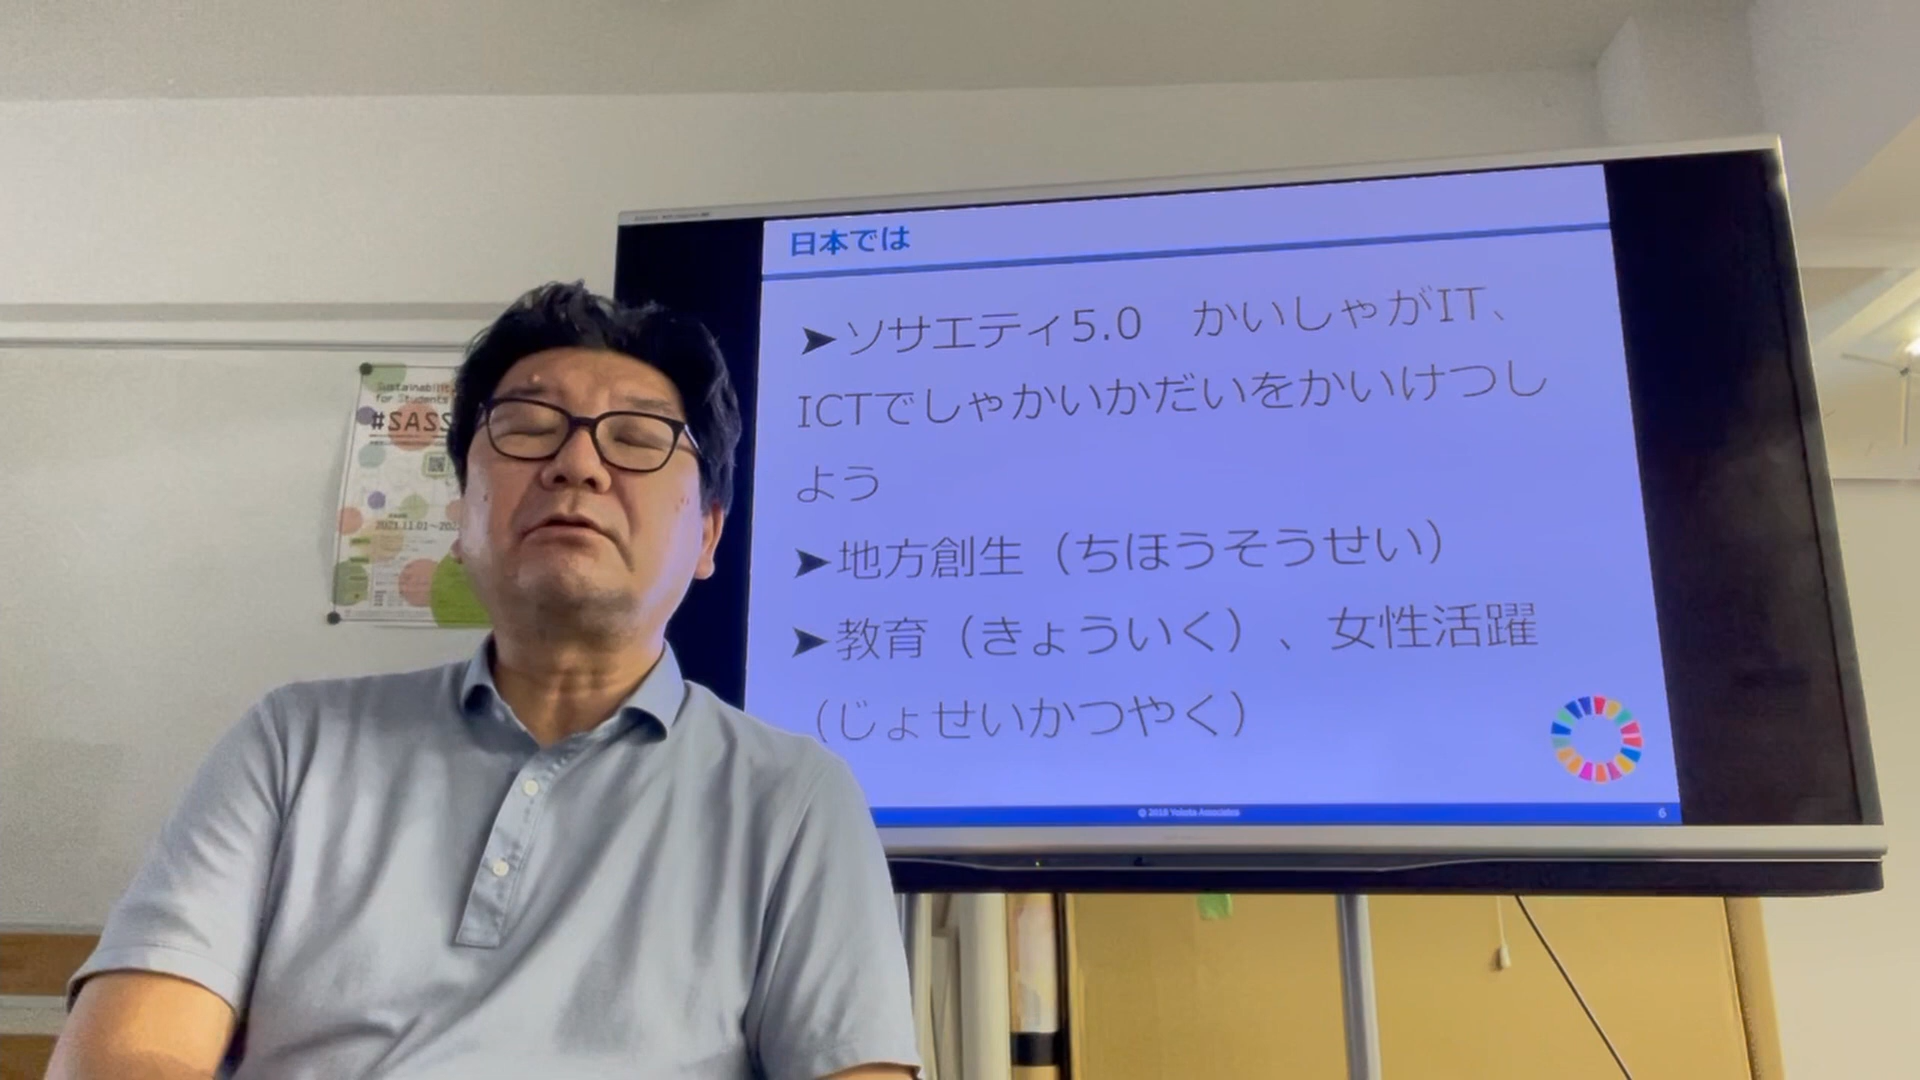 日本では
➤ソサエティ5.0　かいしゃがIT、
ICTでしゃかいかだいをかいけつし
よう
➤地方創生（ちほうそうせい）
➤教育（きょういく）、女性活躍
（じょせいかつやく）
6
Sustainabilit
for Students
#SASS